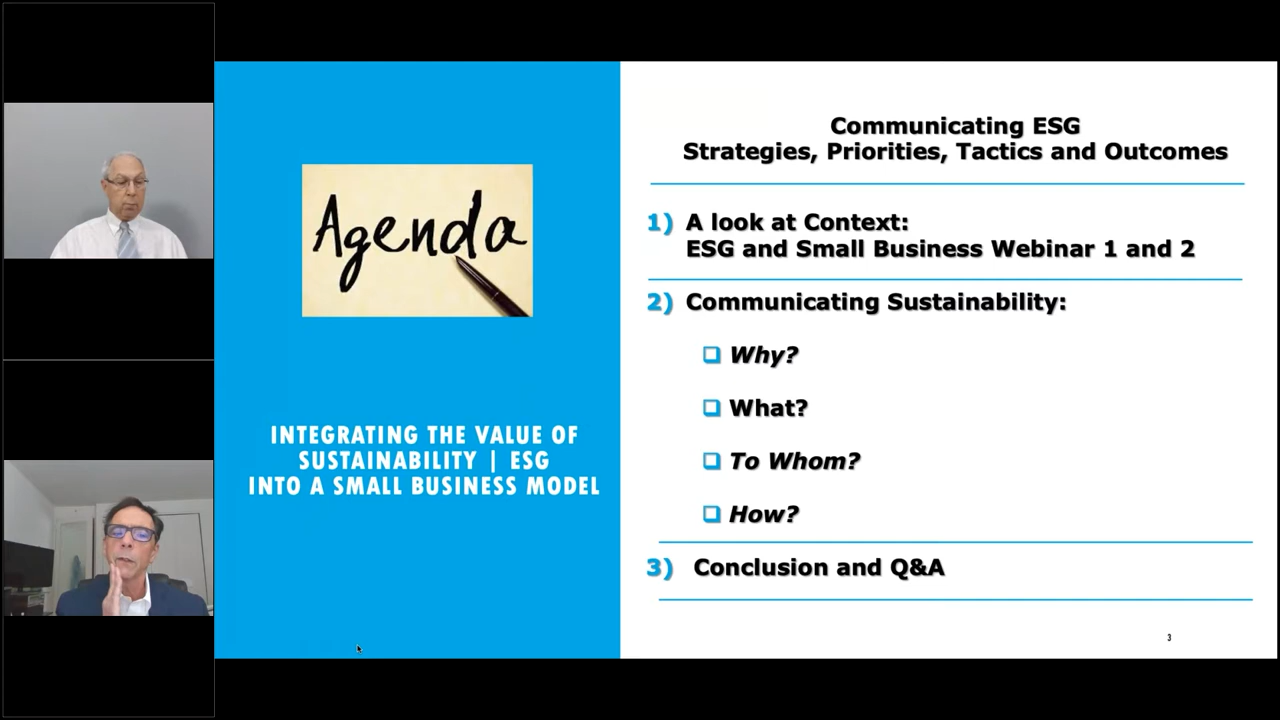 Agenda
INTEGRATING THE VALUE OF
SUSTAINABILITY | ESG
INTO A SMALL BUSINESS MODEL
Communicating ESG
Strategies, Priorities, Tactics and Outcomes
1) A look at Context:
ESG and Small Business Webinar 1 and 2
2) Communicating Sustainability:
Why?
What?
To Whom?
How?
3) Conclusion and Q&A
3